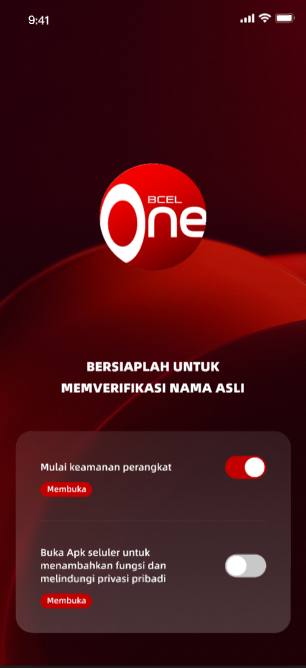 9:41
BCEL
One
BERSIAPLAH UNTUK
MEMVERIFIKASI NAMA ASLI
Mulai keamanan perangkat
Membuka
Buka Apk seluler untuk
menambahkan fungsi dan
melindungi privasi pribadi
Membuka